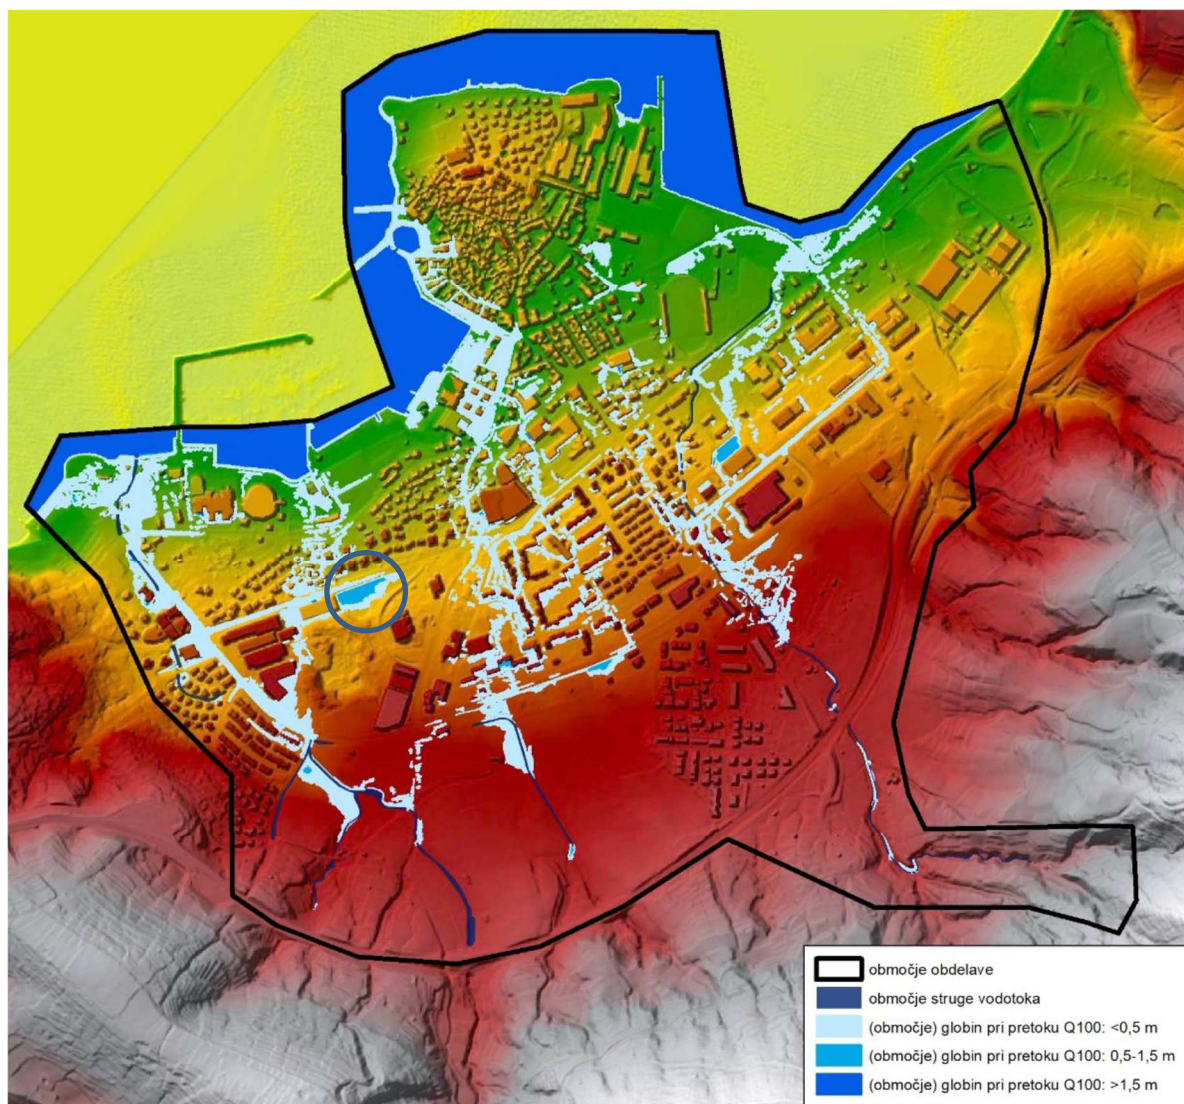 območje obdelave
območje struge vodotoka
(območje) globin pri pretoku Q100: <0,5 m
(območje) globin pri pretoku Q100: 0,5-1,5 m
(območje) globin pri pretoku Q100: >1,5 m